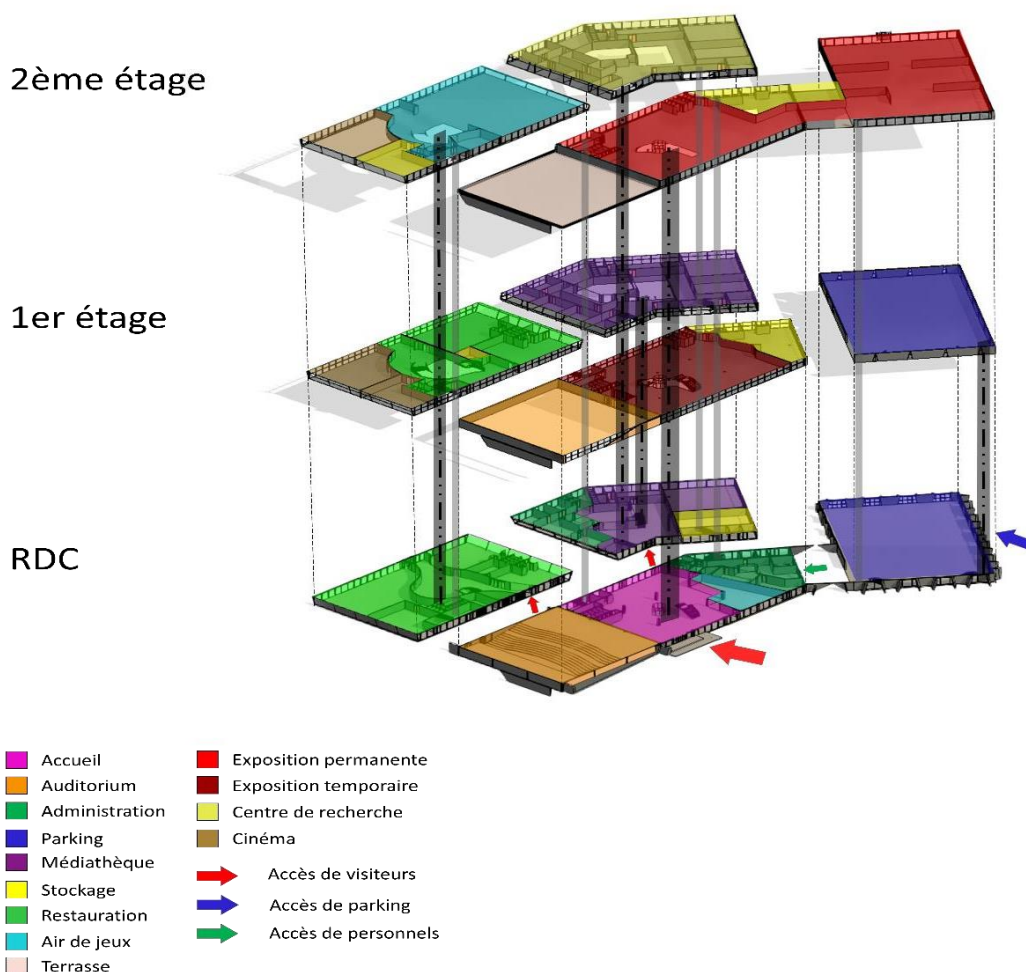 2ème étage
1er étage
RDC
Accueil
Auditorium
Administration
Parking
Médiathèque
Stockage
Restauration
Air de jeux
Terrasse
Exposition permanente
Exposition temporaire
Centre de recherche
Cinéma
Accès de visiteurs
Accès de parking
Accès de personnels